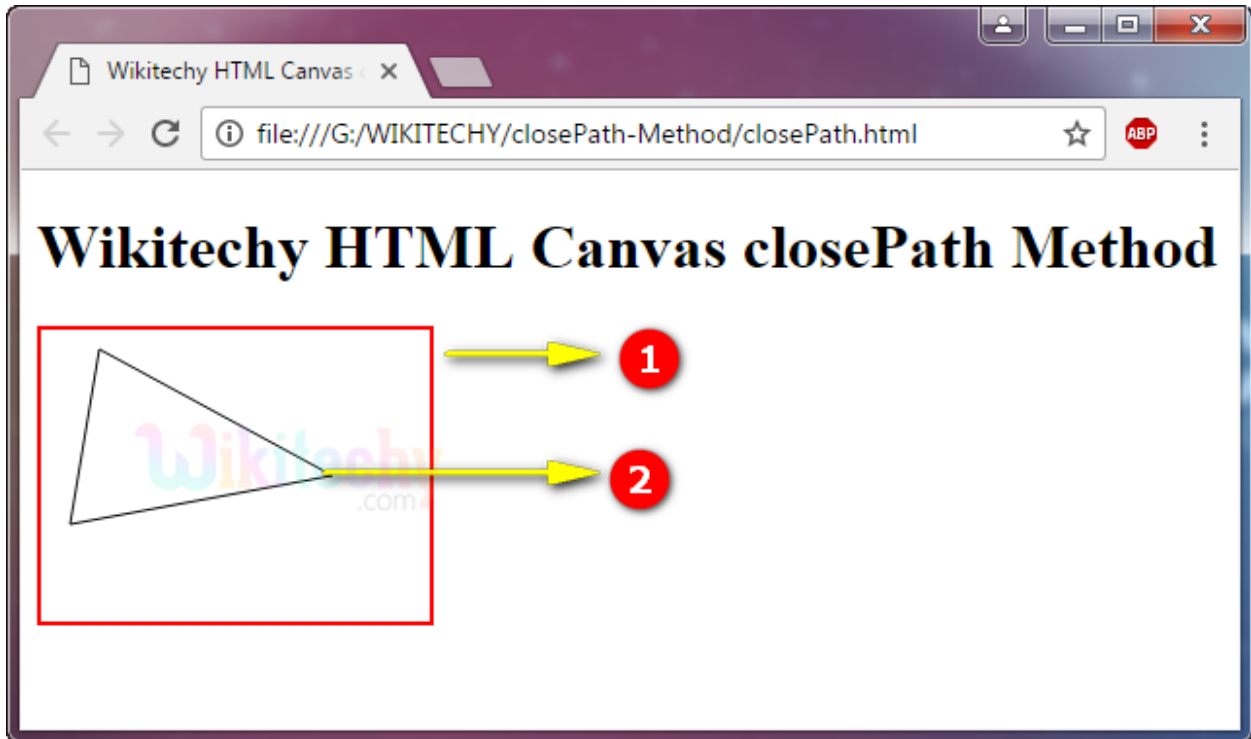 Wikitechy HTML Canvas c
file:///G:/WIKITECHY/closePath-Method/closePath.html
ABP
Wikitechy HTML Canvas closePath Method
1
Wikitechy
.com
2